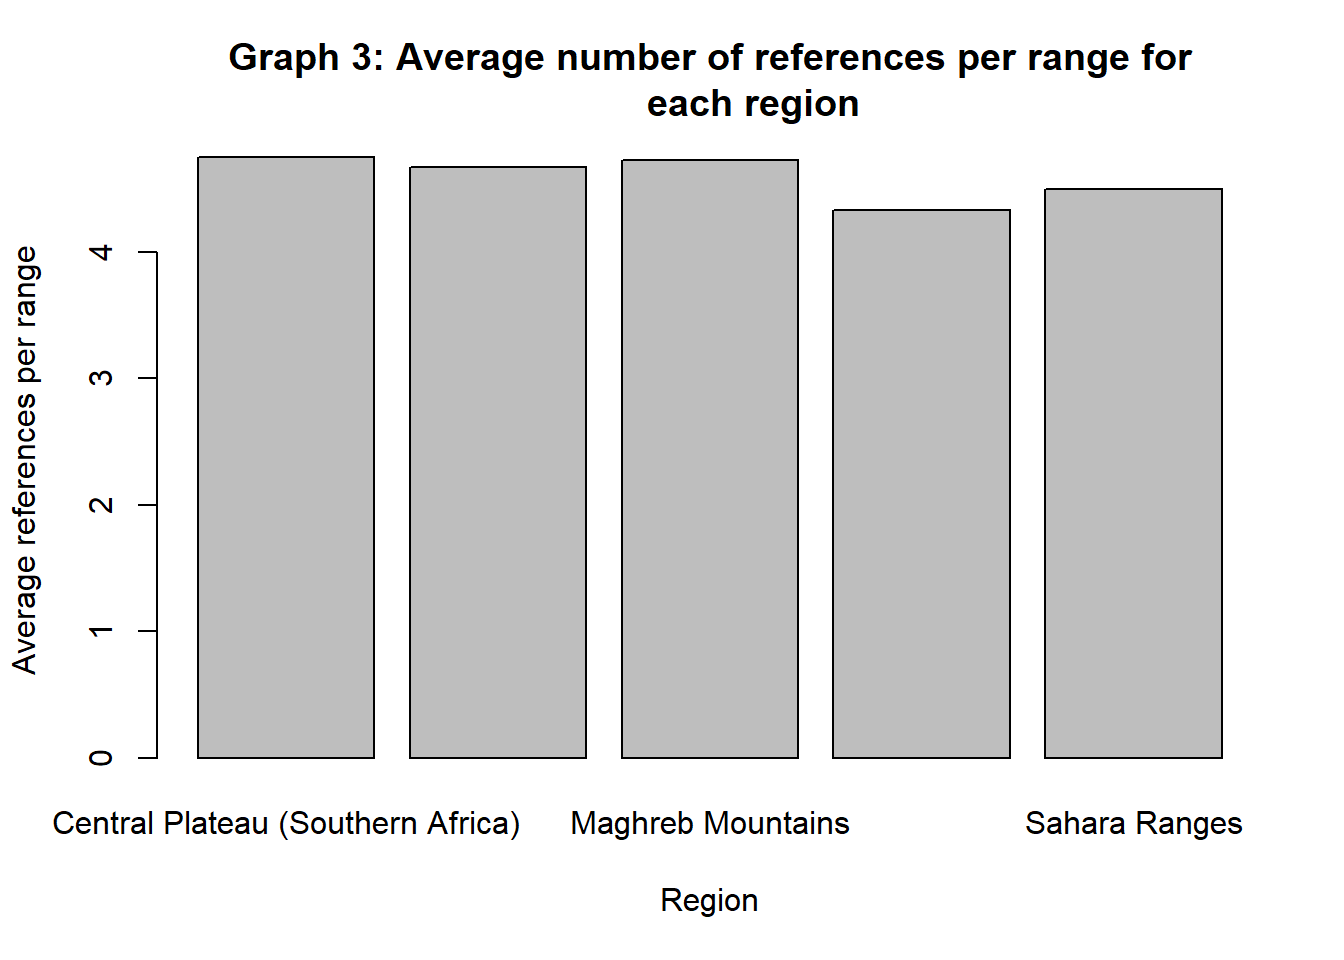 Graph 3: Average number of references per range for
each region
Average references per range
4
3
2
1
0
Central Plateau (Southern Africa)
Maghreb Mountains
Sahara Ranges
Region